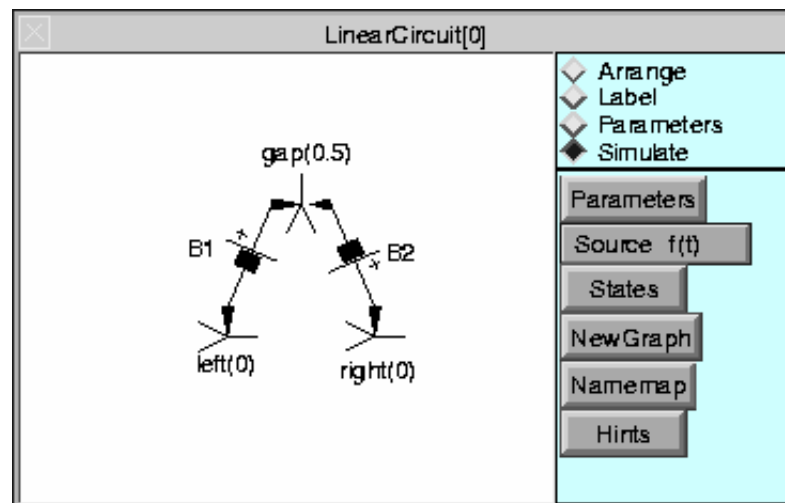 LinearCircuit[0]
Arrange
Label
Parameters
Simulate
gap(0.5)
Parameters
B1
+
+
B2
Source f(t)
States
NewGraph
left(0)
right(0)
Namemap
Hints